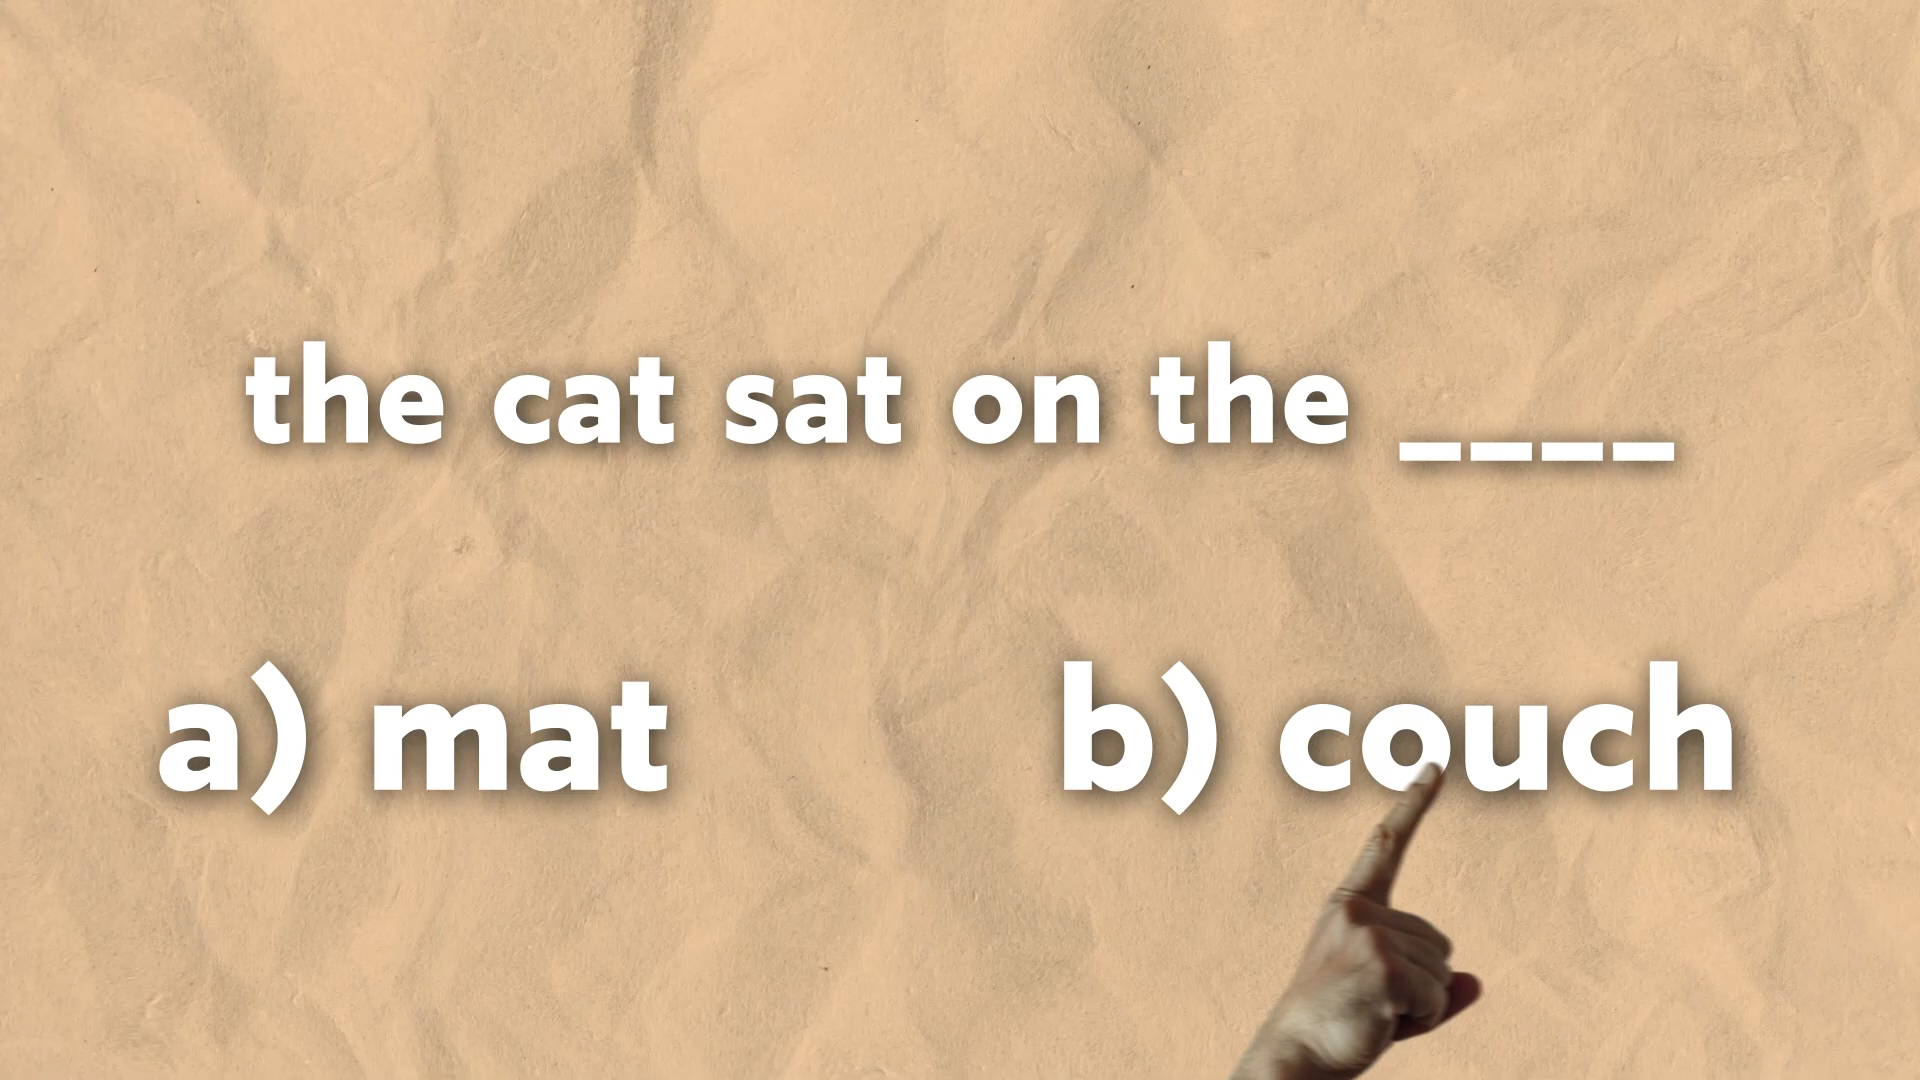 the cat sat on the ____
a) mat b) couch